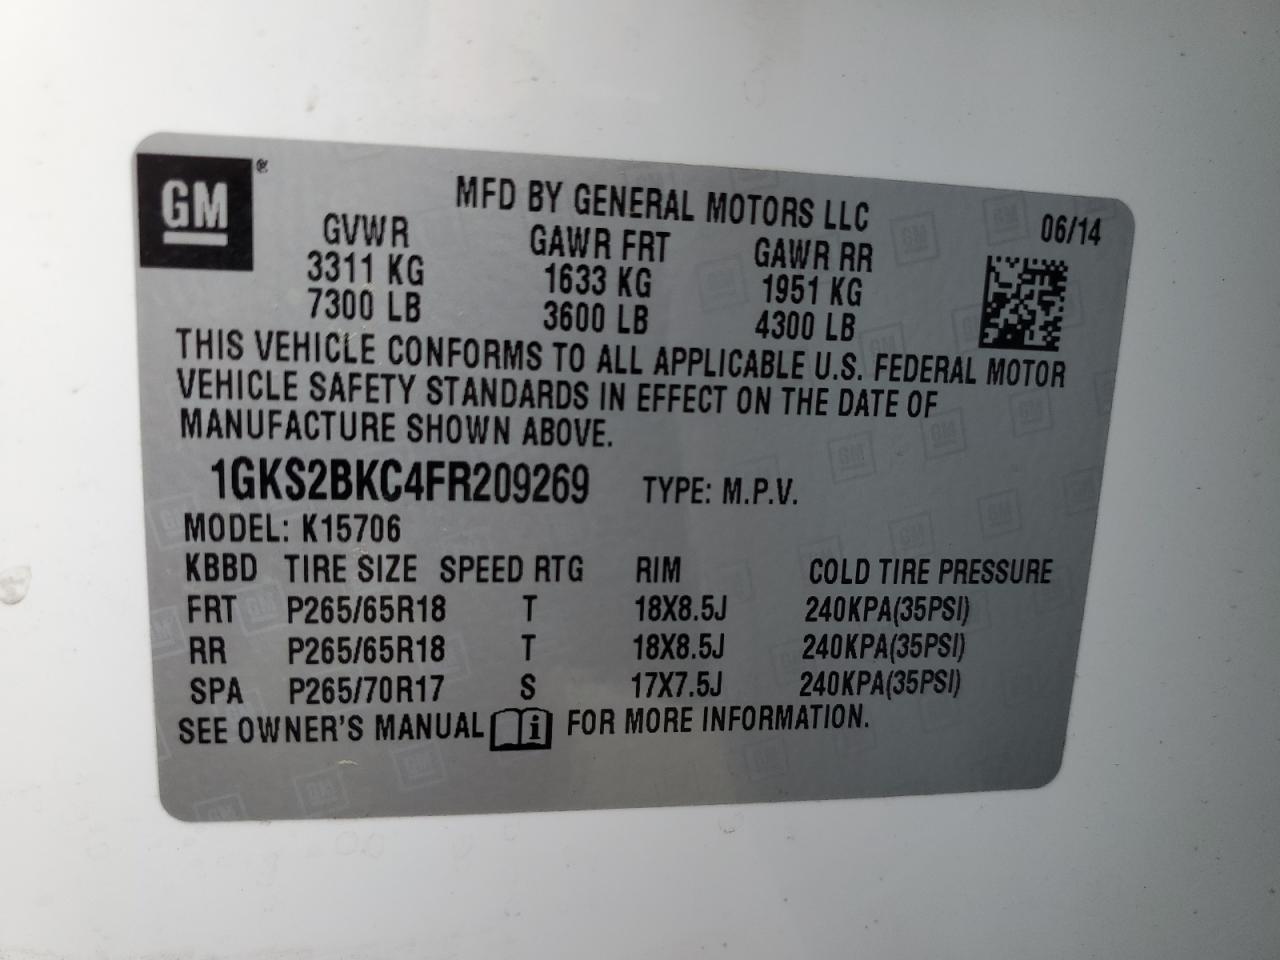 GM ®
MFD BY GENERAL MOTORS LLC
06/14
GVWR GAWR FRT GAWR RR
3311 KG 1633 KG 1951 KG
7300 LB 3600 LB 4300 LB
THIS VEHICLE CONFORMS TO ALL APPLICABLE U.S. FEDERAL MOTOR
VEHICLE SAFETY STANDARDS IN EFFECT ON THE DATE OF
MANUFACTURE SHOWN ABOVE.
1GKS2BKC4FR209269 TYPE: M.P.V.
MODEL: K15706
KBBD TIRE SIZE SPEED RTG RIM COLD TIRE PRESSURE
FRT P265/65R18 T 18X8.5J 240KPA(35PSI)
RR P265/65R18 T 18X8.5J 240KPA(35PSI)
SPA P265/70R17 S 17X7.5J 240KPA(35PSI)
SEE OWNER'S MANUAL i FOR MORE INFORMATION.